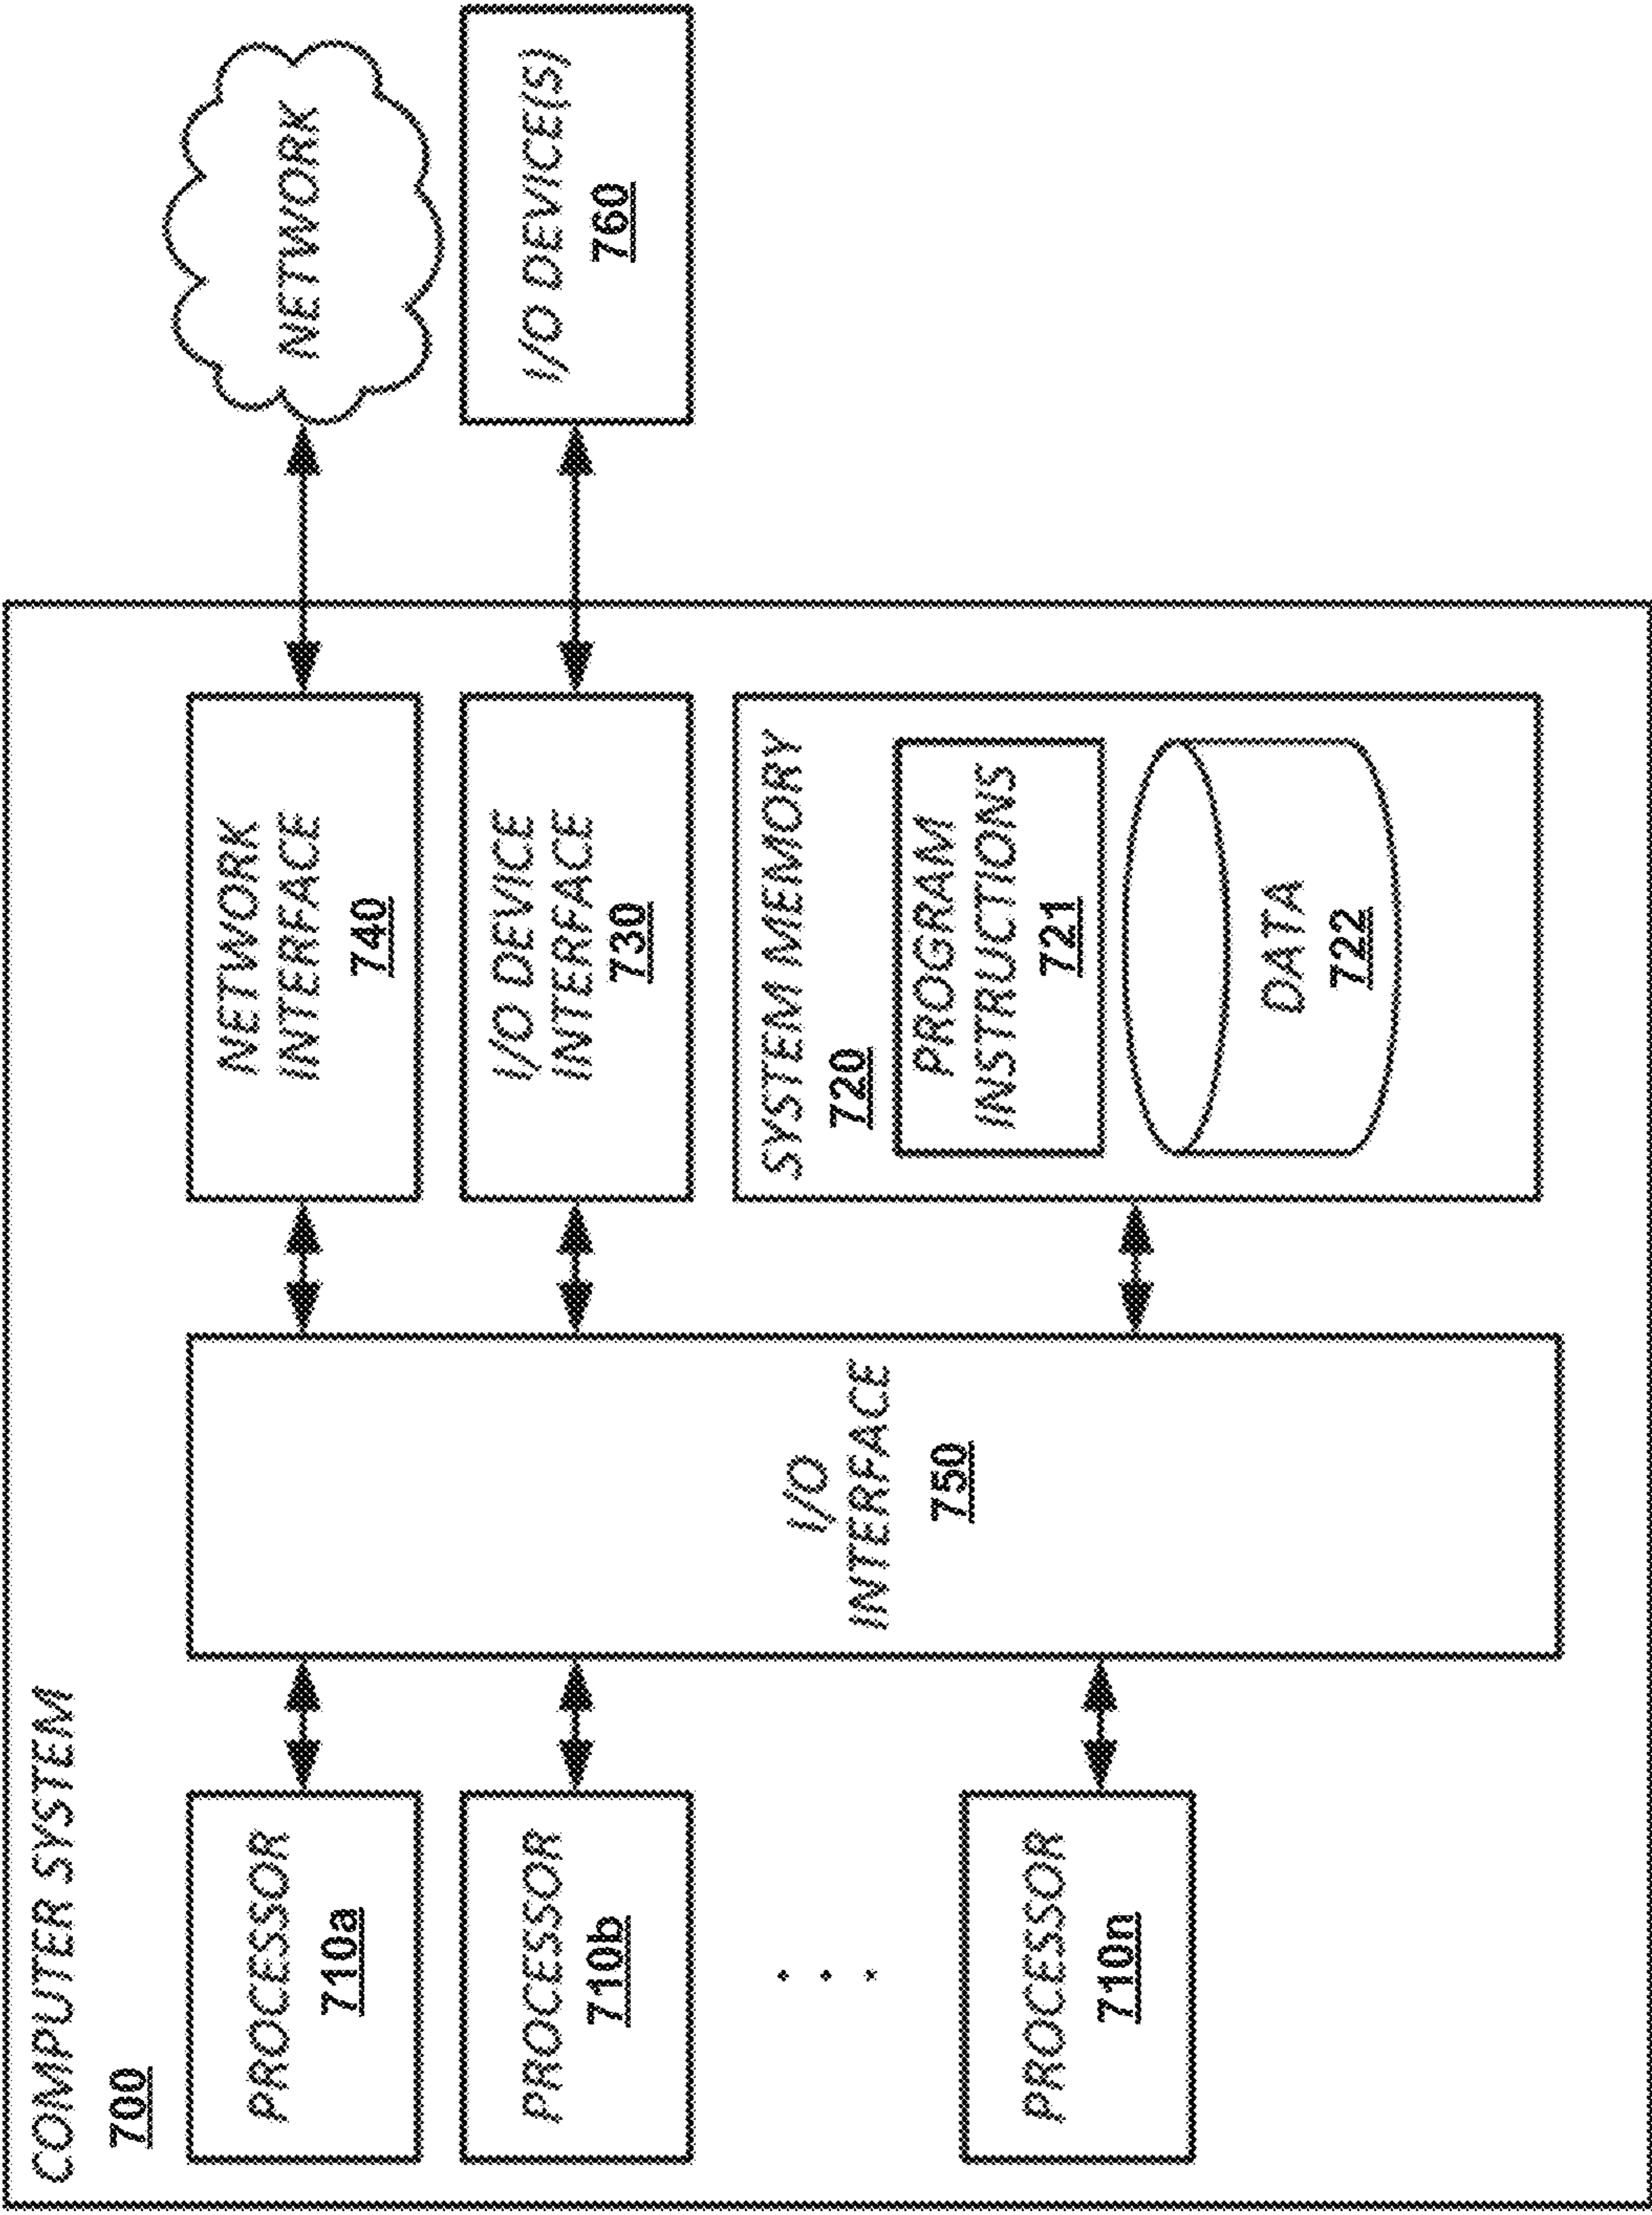 COMPUTER SYSTEM
700
PROCESSOR
710a
PROCESSOR
710b
. . .
PROCESSOR
710n
I/O
INTERFACE
750
NETWORK
INTERFACE
740
I/O DEVICE
INTERFACE
730
SYSTEM MEMORY
720
PROGRAM
INSTRUCTIONS
721
DATA
722
NETWORK
I/O DEVICE(S)
760